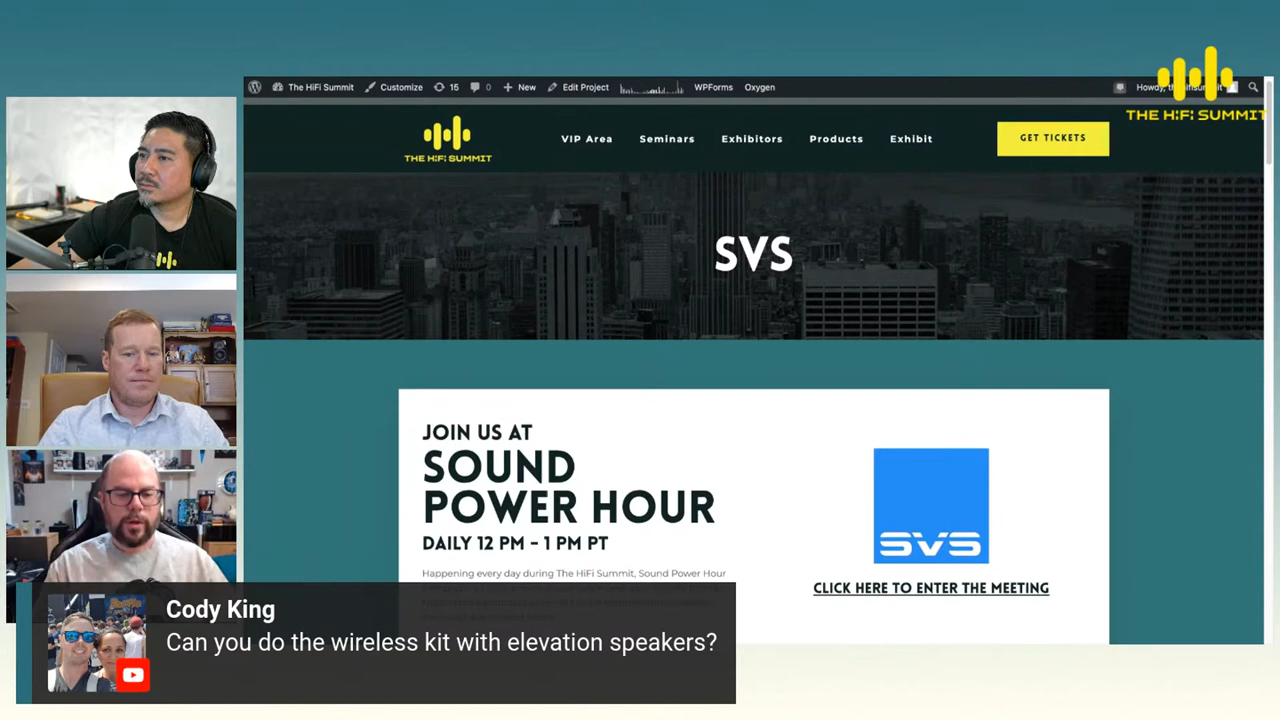 The HiFi Summit
Customize
15
0
New
Edit Project
WPForms
Oxygen
THE HIFI SUMMIT
THE HIFI SUMMIT
VIP Area
Seminars
Exhibitors
Products
Exhibit
GET TICKETS
SVS
JOIN US AT
SOUND
POWER HOUR
DAILY 12 PM - 1 PM PT
Happening every day during The HiFi Summit, Sound Power Hour
SVS
CLICK HERE TO ENTER THE MEETING
Cody King
Can you do the wireless kit with elevation speakers?